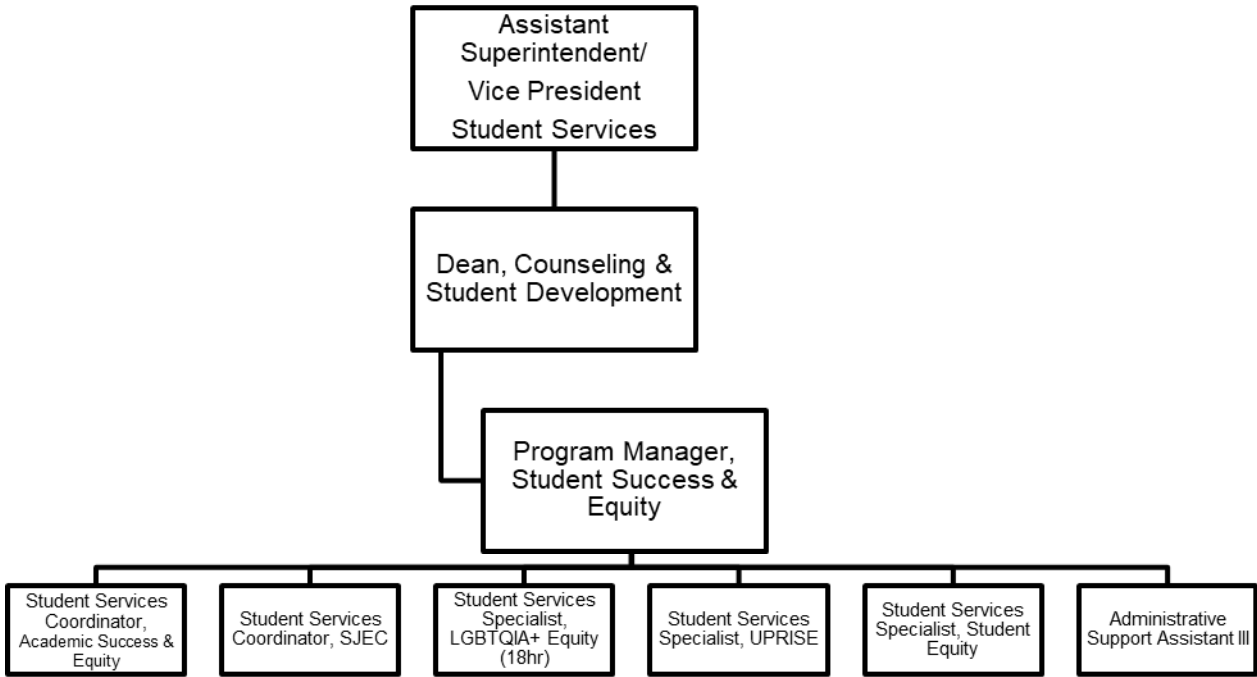 Assistant
Superintendent/
Vice President
Student Services
Dean, Counseling &
Student Development
Program Manager,
Student Success &
Equity
Student Services
Coordinator,
Academic Success &
Equity
Student Services
Coordinator, SJEC
Student Services
Specialist,
LGBTQIA+ Equity
(18hr)
Student Services
Specialist, UPRISE
Student Services
Specialist, Student
Equity
Administrative
Support Assistant III